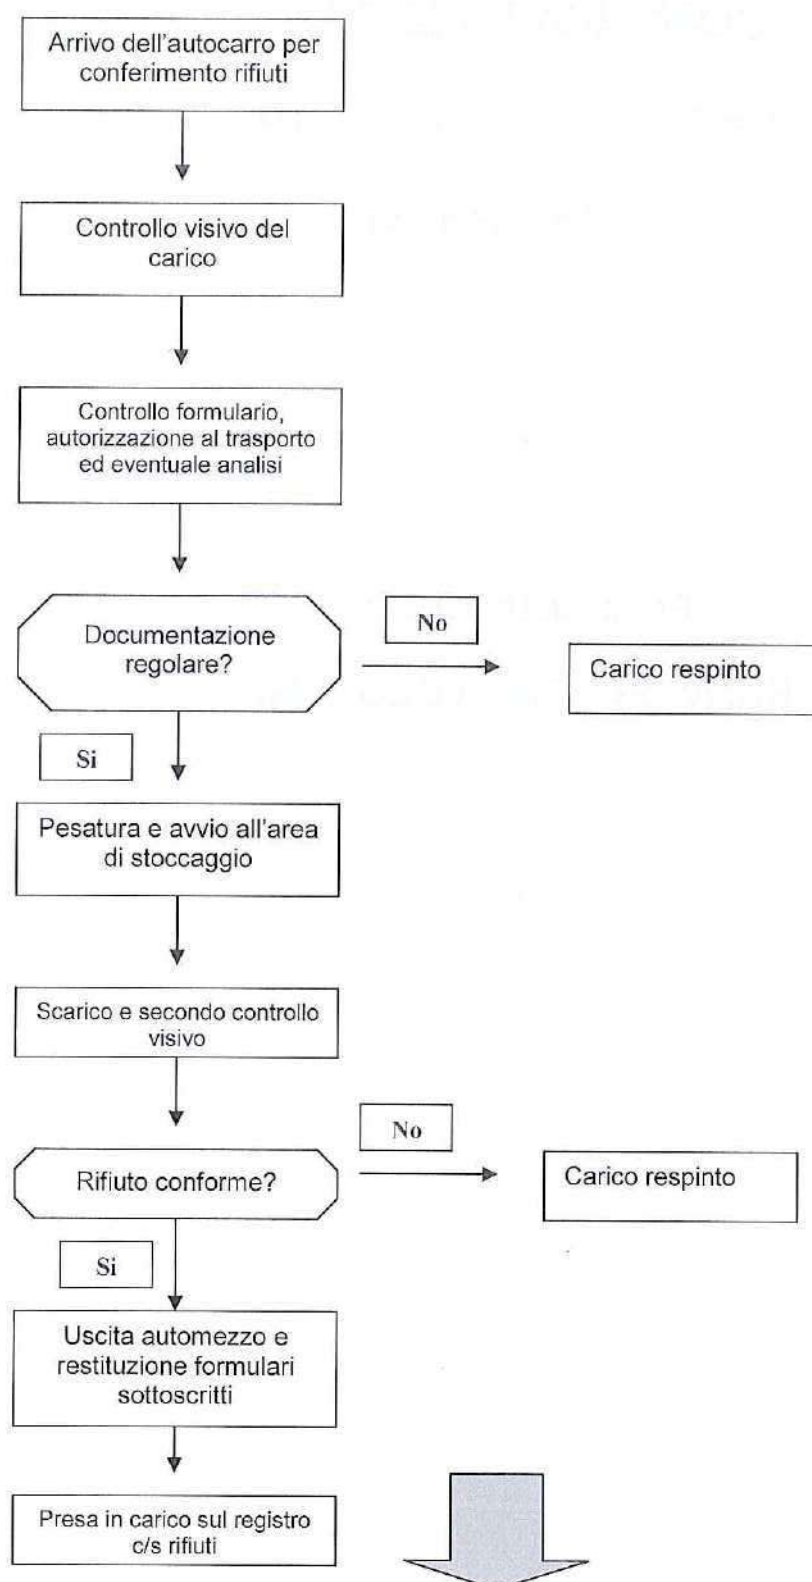 Arrivo dell'autocarro per
conferimento rifiuti
Controllo visivo del
carico
Controllo formulario,
autorizzazione al trasporto
ed eventuale analisi
Documentazione
regolare?
No
Carico respinto
Si
Pesatura e avvio all'area
di stoccaggio
Scarico e secondo controllo
visivo
No
Rifiuto conforme?
Carico respinto
Si
Uscita automezzo e
restituzione formulari
sottoscritti
Presa in carico sul registro
c/s rifiuti